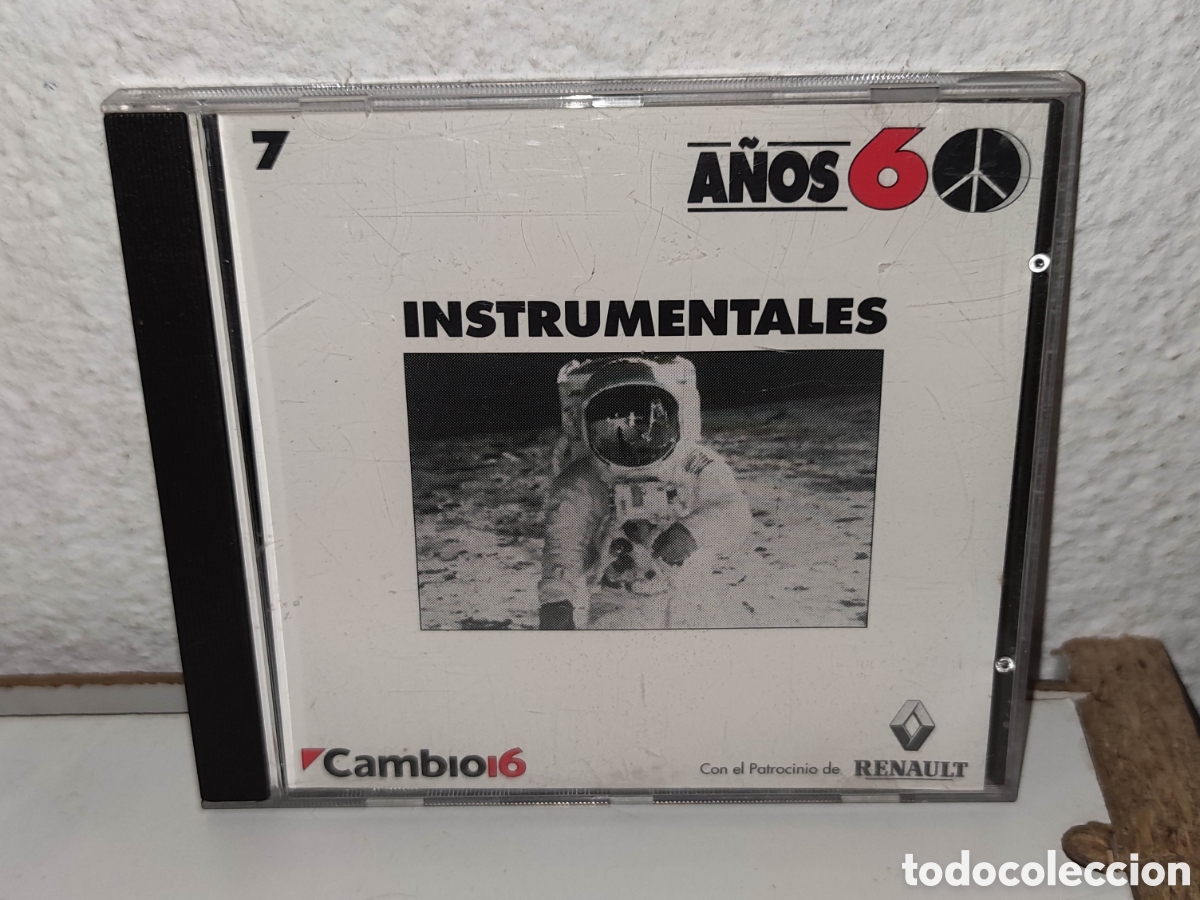 7
AÑOS 60
INSTRUMENTALES
Cambio16
Con el Patrocinio de RENAULT
todocoleccion